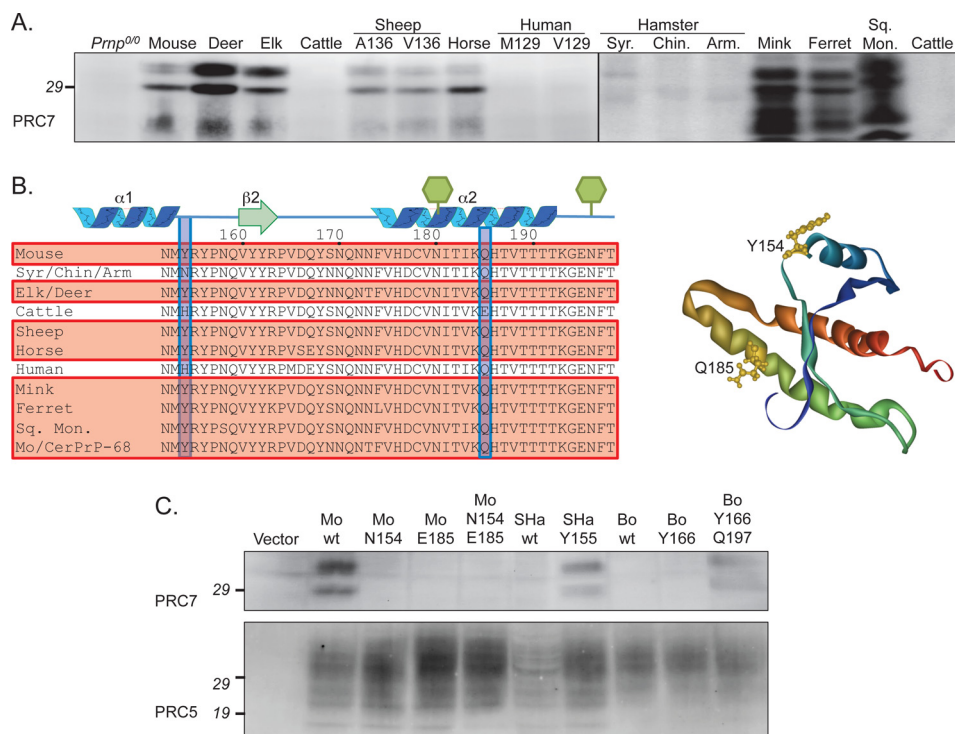 A.
Sheep Human Hamster Sq.
Prnp0/0 Mouse Deer Elk Cattle A136 V136 Horse M129 V129 Syr. Chin. Arm. Mink Ferret Mon. Cattle
29
PRC7
B.
α1 β2 α2
160 170 180 190
Mouse NMYRYPNQVYYRPVDQYSNQNNFVHDCVNITIKQHTVTTTTKGENFT
Syr/Chin/Arm NMNRYPNQVYYRPVDQYNNQNNFVHDCVNITIKQHTVTTTTKGENFT
Elk/Deer NMYRYPNQVYYRPVDQYNNQNTFVHDCVNITVKQHTVTTTTKGENFT
Cattle NMHRYPNQVYYRPVDQYSNQNNFVHDCVNITVKEHTVTTTTKGENFT
Sheep NMYRYPNQVYYRPVDQYSNQNNFVHDCVNITVKQHTVTTTTKGENFT
Horse NMYRYPNQVYYRPVSEYSNQNNFVHDCVNITVKQHTVTTTTKGENFT
Human NMHRYPNQVYYRPMDEYSNQNNFVHDCVNITIKQHTVTTTTKGENFT
Mink NMYRYPNQVYYKPVDQYSNQNNFVHDCVNITVKQHTVTTTTKGENFT
Ferret NMYRYPNQVYYKPVDQYSNQNNLVHDCVNITVKQHTVTTTTKGENFT
Sq. Mon. NMYRYPSQVYYRPVDQYSNQNNFVHDCVNVTIKQHTVTTTTKGENFT
Mo/CerPrP-68 NMYRYPNQVYYRPVDQYNNQNTFVHDCVNITIKQHTVTTTTKGENFT
Y154
Q185
C.
Vector
Mo wt
Mo N154
Mo E185
Mo N154 E185
SHa wt
SHa Y155
Bo wt
Bo Y166
Bo Y166 Q197
29
PRC7
29
19
PRC5